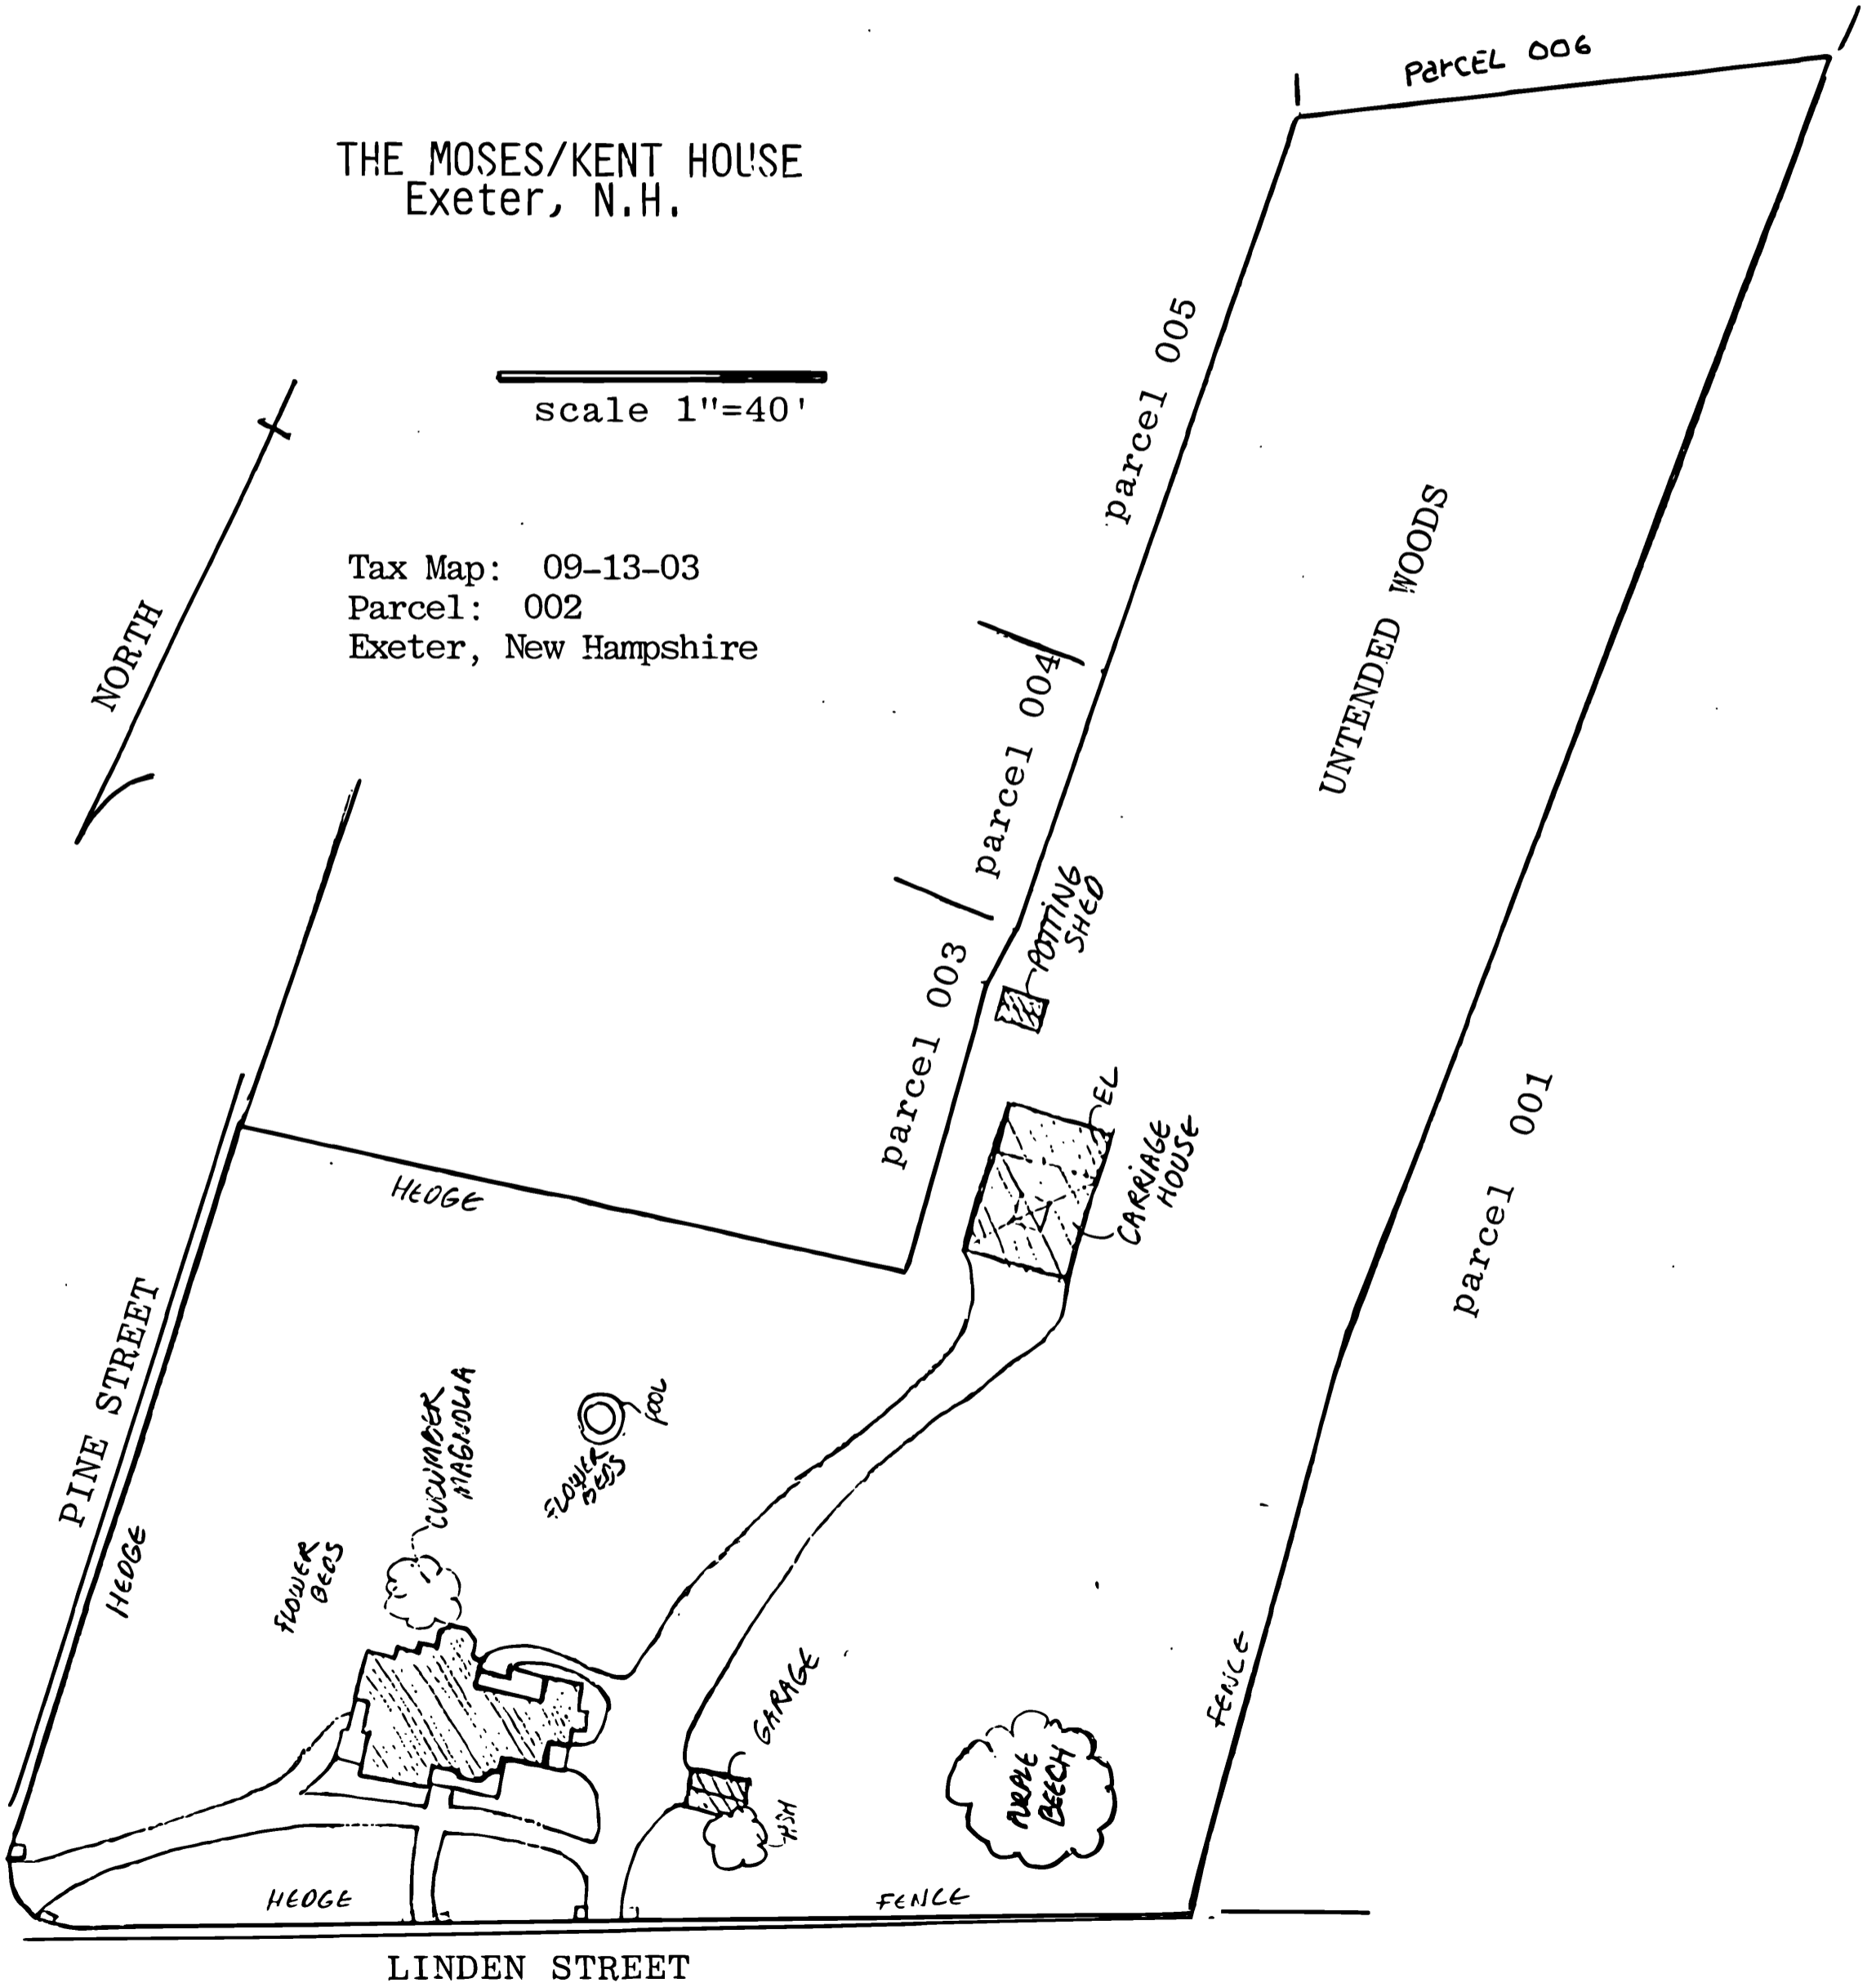 PARCEL 006
THE MOSES/KENT HOUSE
Exeter, N.H.
scale 1"=40'
parcel 005
NORTH
Tax Map: 09-13-03
Parcel: 002
Exeter, New Hampshire
UNTENDED WOODS
parcel 004
POTTING
SHED
parcel 003
EL
CARRIAGE
HOUSE
parcel 001
HEDGE
PINE STREET
HEDGE
CUCUMBER
MAGNOLIA
POOL
FLOWER
BEDS
FLOWER
BEDS
GARAGE
FENCE
BEECH
ASH
HEDGE
FENCE
LINDEN STREET